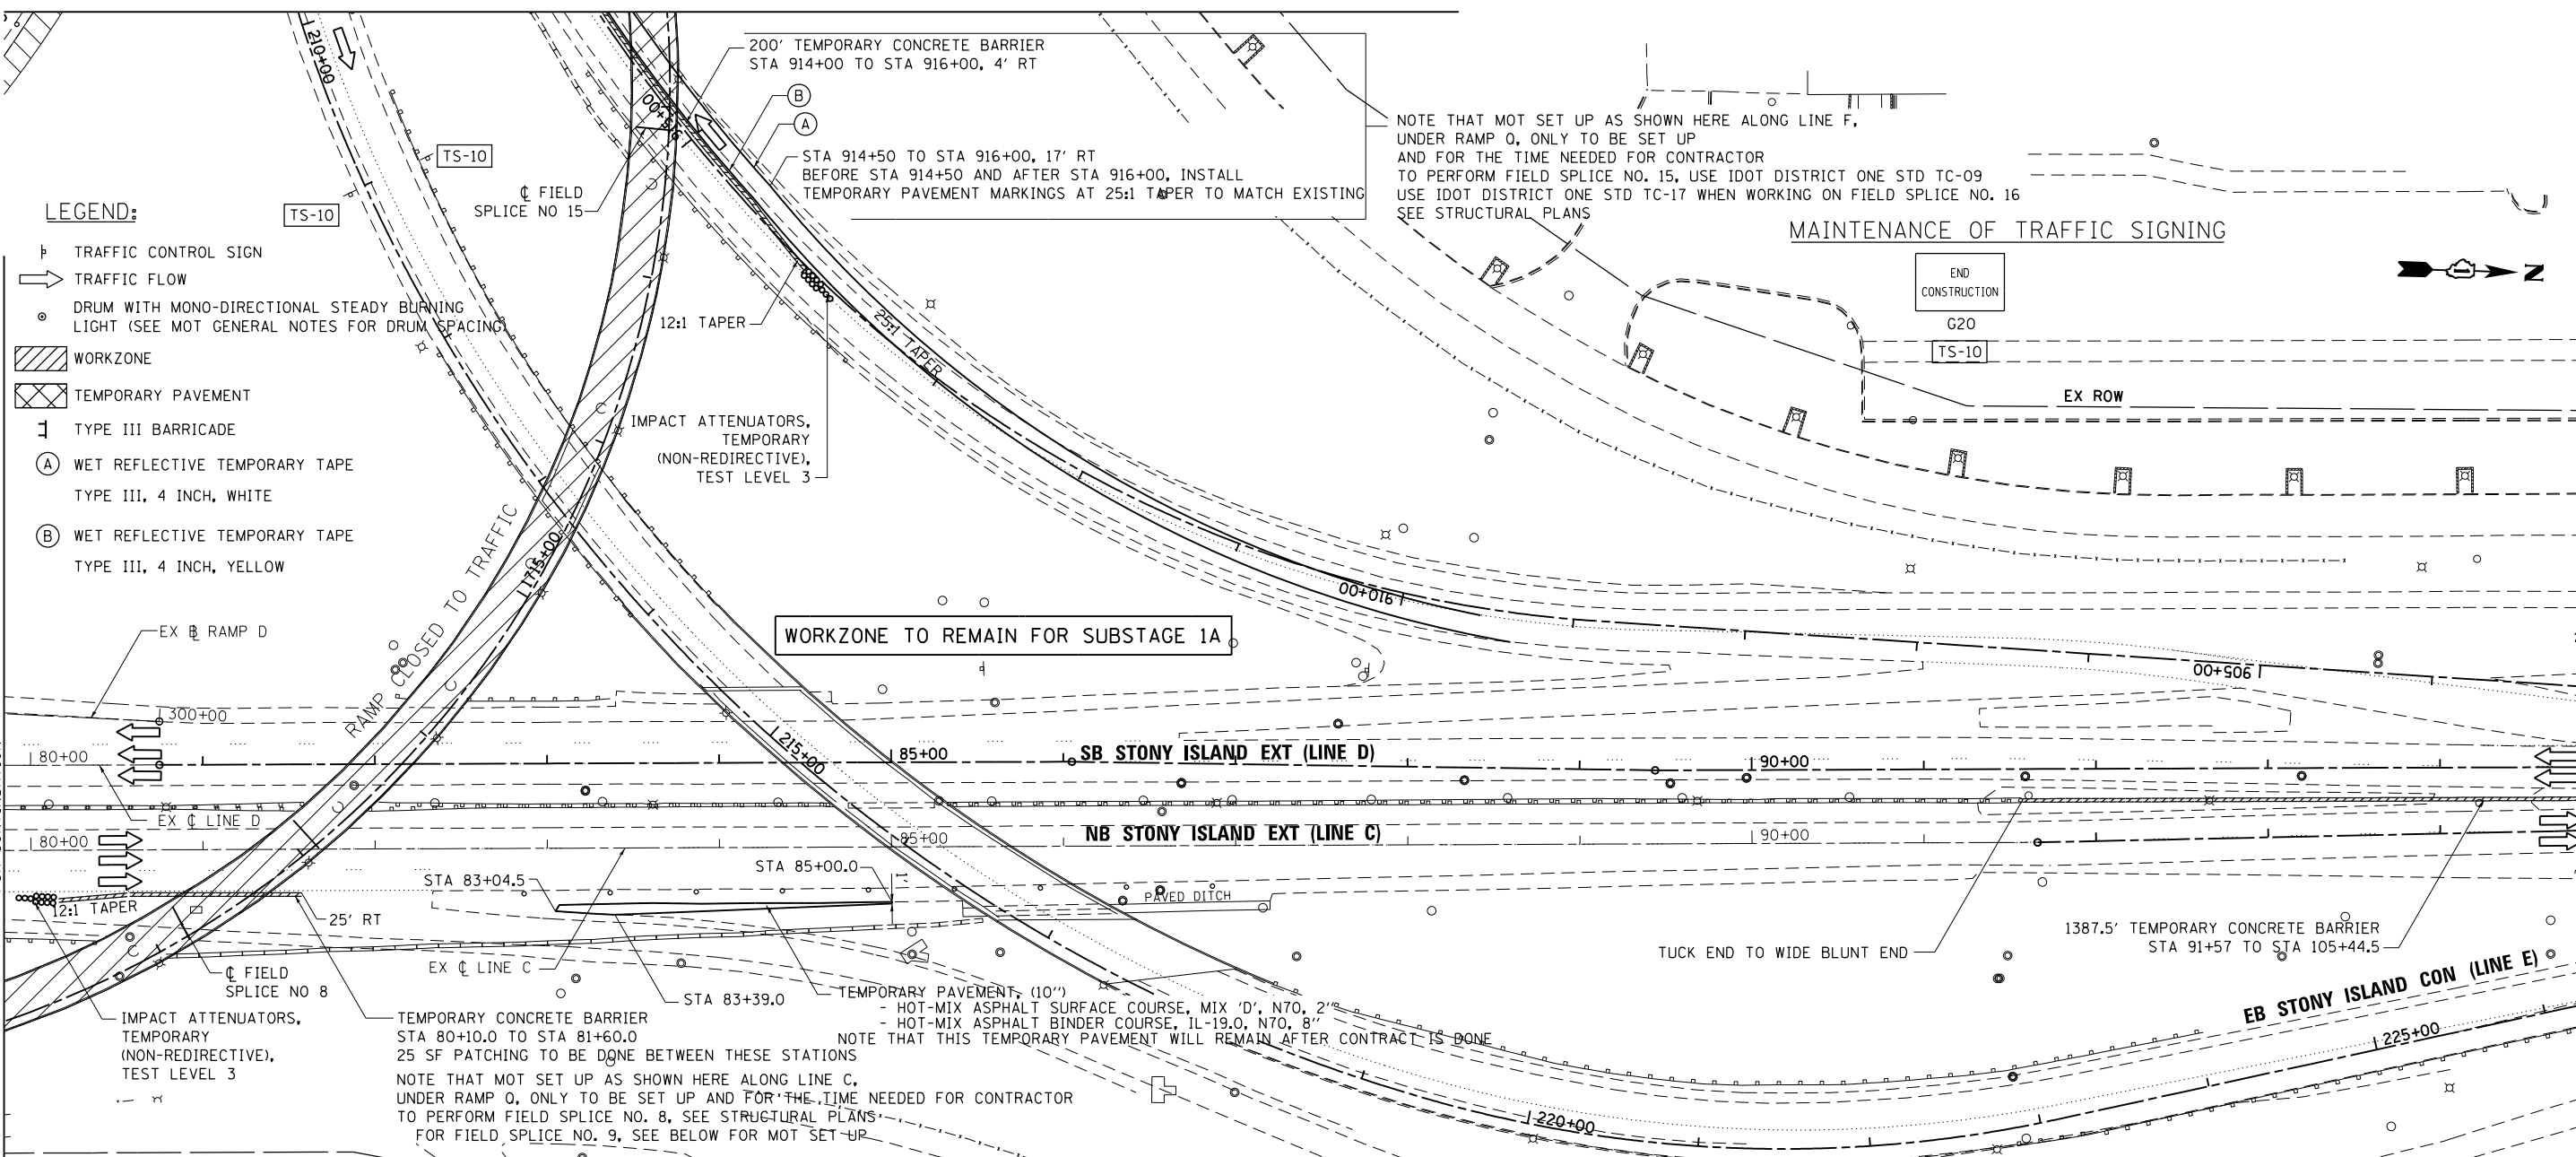 210+00
200' TEMPORARY CONCRETE BARRIER
STA 914+00 TO STA 916+00, 4' RT
B
A
915+00
STA 914+50 TO STA 916+00, 17' RT
BEFORE STA 914+50 AND AFTER STA 916+00, INSTALL
TEMPORARY PAVEMENT MARKINGS AT 25:1 TAPER TO MATCH EXISTING
NOTE THAT MOT SET UP AS SHOWN HERE ALONG LINE F,
UNDER RAMP Q, ONLY TO BE SET UP
AND FOR THE TIME NEEDED FOR CONTRACTOR
TO PERFORM FIELD SPLICE NO. 15, USE IDOT DISTRICT ONE STD TC-09
USE IDOT DISTRICT ONE STD TC-17 WHEN WORKING ON FIELD SPLICE NO. 16
SEE STRUCTURAL PLANS
TS-10
TS-10
℄ FIELD
SPLICE NO 15
MAINTENANCE OF TRAFFIC SIGNING
END
CONSTRUCTION
G20
TS-10
N
EX ROW
LEGEND:
TRAFFIC CONTROL SIGN
TRAFFIC FLOW
DRUM WITH MONO-DIRECTIONAL STEADY BURNING
LIGHT (SEE MOT GENERAL NOTES FOR DRUM SPACING)
WORKZONE
TEMPORARY PAVEMENT
TYPE III BARRICADE
A WET REFLECTIVE TEMPORARY TAPE
TYPE III, 4 INCH, WHITE
B WET REFLECTIVE TEMPORARY TAPE
TYPE III, 4 INCH, YELLOW
12:1 TAPER
25:1 TAPER
IMPACT ATTENUATORS,
TEMPORARY
(NON-REDIRECTIVE),
TEST LEVEL 3
RAMP CLOSED TO TRAFFIC
1715+00
910+00
905+00
WORKZONE TO REMAIN FOR SUBSTAGE 1A
EX BL RAMP D
300+00
80+00
215+00
85+00
SB STONY ISLAND EXT (LINE D)
90+00
EX ℄ LINE D
80+00
85+00
NB STONY ISLAND EXT (LINE C)
90+00
STA 83+04.5
STA 85+00.0
1'
12:1 TAPER
25' RT
PAVED DITCH
℄ FIELD
SPLICE NO 8
EX ℄ LINE C
STA 83+39.0
TUCK END TO WIDE BLUNT END
1387.5' TEMPORARY CONCRETE BARRIER
STA 91+57 TO STA 105+44.5
EB STONY ISLAND CON (LINE E)
225+00
220+00
IMPACT ATTENUATORS,
TEMPORARY
(NON-REDIRECTIVE),
TEST LEVEL 3
TEMPORARY CONCRETE BARRIER
STA 80+10.0 TO STA 81+60.0
25 SF PATCHING TO BE DONE BETWEEN THESE STATIONS
TEMPORARY PAVEMENT, (10")
- HOT-MIX ASPHALT SURFACE COURSE, MIX 'D', N70, 2"
- HOT-MIX ASPHALT BINDER COURSE, IL-19.0, N70, 8"
NOTE THAT THIS TEMPORARY PAVEMENT WILL REMAIN AFTER CONTRACT IS DONE
NOTE THAT MOT SET UP AS SHOWN HERE ALONG LINE C,
UNDER RAMP Q, ONLY TO BE SET UP AND FOR THE TIME NEEDED FOR CONTRACTOR
TO PERFORM FIELD SPLICE NO. 8, SEE STRUCTURAL PLANS
FOR FIELD SPLICE NO. 9, SEE BELOW FOR MOT SET UP